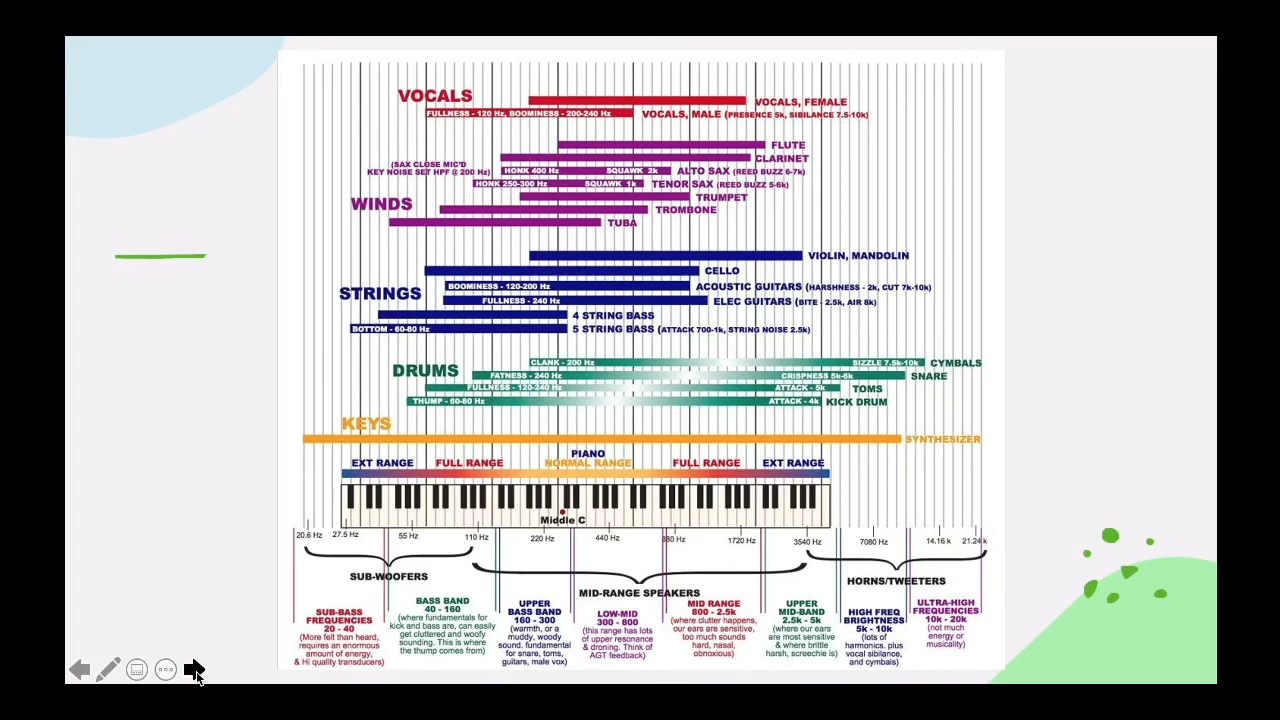 VOCALS
VOCALS, FEMALE
FULLNESS - 120 Hz, BOOMINESS - 200-240 Hz
VOCALS, MALE (PRESENCE 5k, SIBILANCE 7.5-10k)
FLUTE
CLARINET
(SAX CLOSE MIC'D
KEY NOISE SET HPF @ 200 Hz)
HONK 400 Hz SQUAWK 2k
ALTO SAX (REED BUZZ 6-7k)
HONK 250-300 Hz SQUAWK 1k
TENOR SAX (REED BUZZ 5-6k)
TRUMPET
WINDS
TROMBONE
TUBA
VIOLIN, MANDOLIN
CELLO
BOOMINESS - 120-200 Hz
ACOUSTIC GUITARS (HARSHNESS - 2k, CUT 7k-10k)
STRINGS
FULLNESS - 240 Hz
ELEC GUITARS (BITE - 2.5k, AIR 8k)
4 STRING BASS
BOTTOM - 60-80 Hz
5 STRING BASS (ATTACK 700-1k, STRING NOISE 2.5k)
CLANK - 200 Hz SIZZLE 7.5k-10k CYMBALS
DRUMS
FATNESS - 240 Hz CRISPNESS 5k-6k SNARE
FULLNESS - 120-240 Hz ATTACK - 5k TOMS
THUMP - 60-80 Hz ATTACK - 4k KICK DRUM
KEYS
SYNTHESIZER
PIANO
EXT RANGE FULL RANGE NORMAL RANGE FULL RANGE EXT RANGE
Middle C
20.6 Hz 27.5 Hz 55 Hz 110 Hz 220 Hz 440 Hz 880 Hz 1720 Hz 3540 Hz 7080 Hz 14.16 k 21.24 k
SUB-WOOFERS
MID-RANGE SPEAKERS
HORNS/TWEETERS
SUB-BASS
FREQUENCIES
20 - 40
(More felt than heard,
requires an enormous
amount of energy,
& Hi quality transducers)
BASS BAND
40 - 160
(where fundamentals for
kick and bass are, can easily
get cluttered and woofy
sounding. This is where
the thump comes from)
UPPER
BASS BAND
160 - 300
(warmth, or a
muddy, woody
sound. fundamental
for snare, toms,
guitars, male vox)
LOW-MID
300 - 800
(this range has lots
of upper resonance
& droning. Think of
AGT feedback)
MID RANGE
800 - 2.5k
(where clutter happens,
our ears are sensitive,
too much sounds
hard, nasal,
obnoxious)
UPPER
MID-BAND
2.5k - 5k
(where our ears
are most sensitive
& where brittle
harsh, screechie is)
HIGH FREQ
BRIGHTNESS
5k - 10k
(lots of
harmonics, plus
vocal sibilance,
and cymbals)
ULTRA-HIGH
FREQUENCIES
10k - 20k
(not much
energy or
musicality)